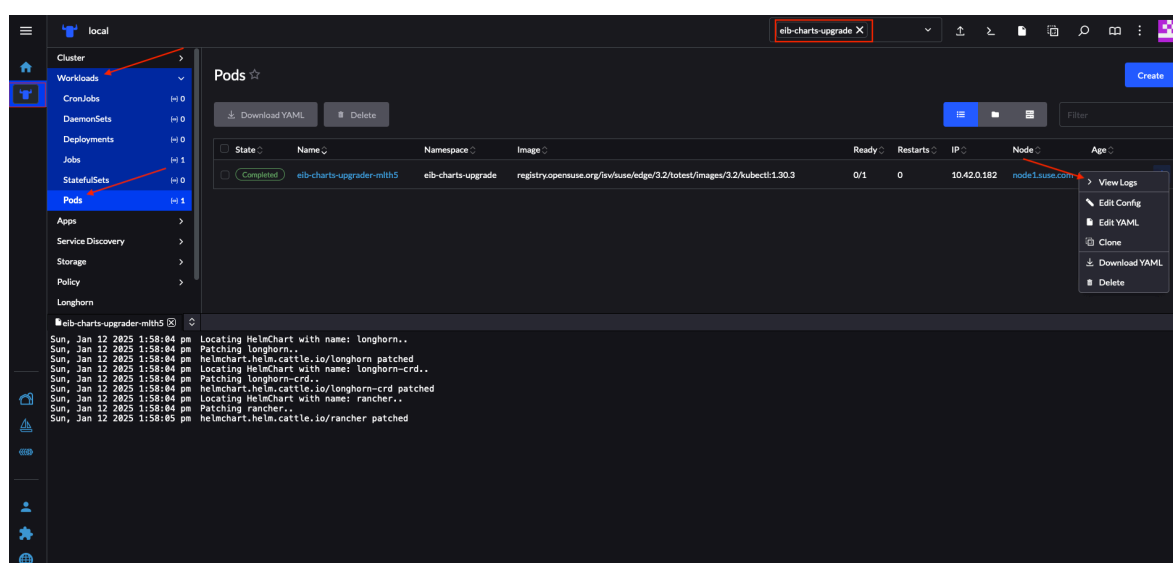 local
eib-charts-upgrade
Cluster
Workloads
CronJobs 0
DaemonSets 0
Deployments 0
Jobs 1
StatefulSets 0
Pods 1
Apps
Service Discovery
Storage
Policy
Longhorn
Pods
Create
Download YAML Delete
Filter
State Name Namespace Image Ready Restarts IP Node Age
Completed eib-charts-upgrader-mlth5 eib-charts-upgrade registry.opensuse.org/isv/suse/edge/3.2/totest/images/3.2/kubectl:1.30.3 0/1 0 10.42.0.182 node1.suse.com
View Logs
Edit Config
Edit YAML
Clone
Download YAML
Delete
eib-charts-upgrader-mlth5
Sun, Jan 12 2025 1:58:04 pm Locating HelmChart with name: longhorn..
Sun, Jan 12 2025 1:58:04 pm Patching longhorn..
Sun, Jan 12 2025 1:58:04 pm helmchart.helm.cattle.io/longhorn patched
Sun, Jan 12 2025 1:58:04 pm Locating HelmChart with name: longhorn-crd..
Sun, Jan 12 2025 1:58:04 pm Patching longhorn-crd..
Sun, Jan 12 2025 1:58:04 pm helmchart.helm.cattle.io/longhorn-crd patched
Sun, Jan 12 2025 1:58:04 pm Locating HelmChart with name: rancher..
Sun, Jan 12 2025 1:58:04 pm Patching rancher..
Sun, Jan 12 2025 1:58:05 pm helmchart.helm.cattle.io/rancher patched